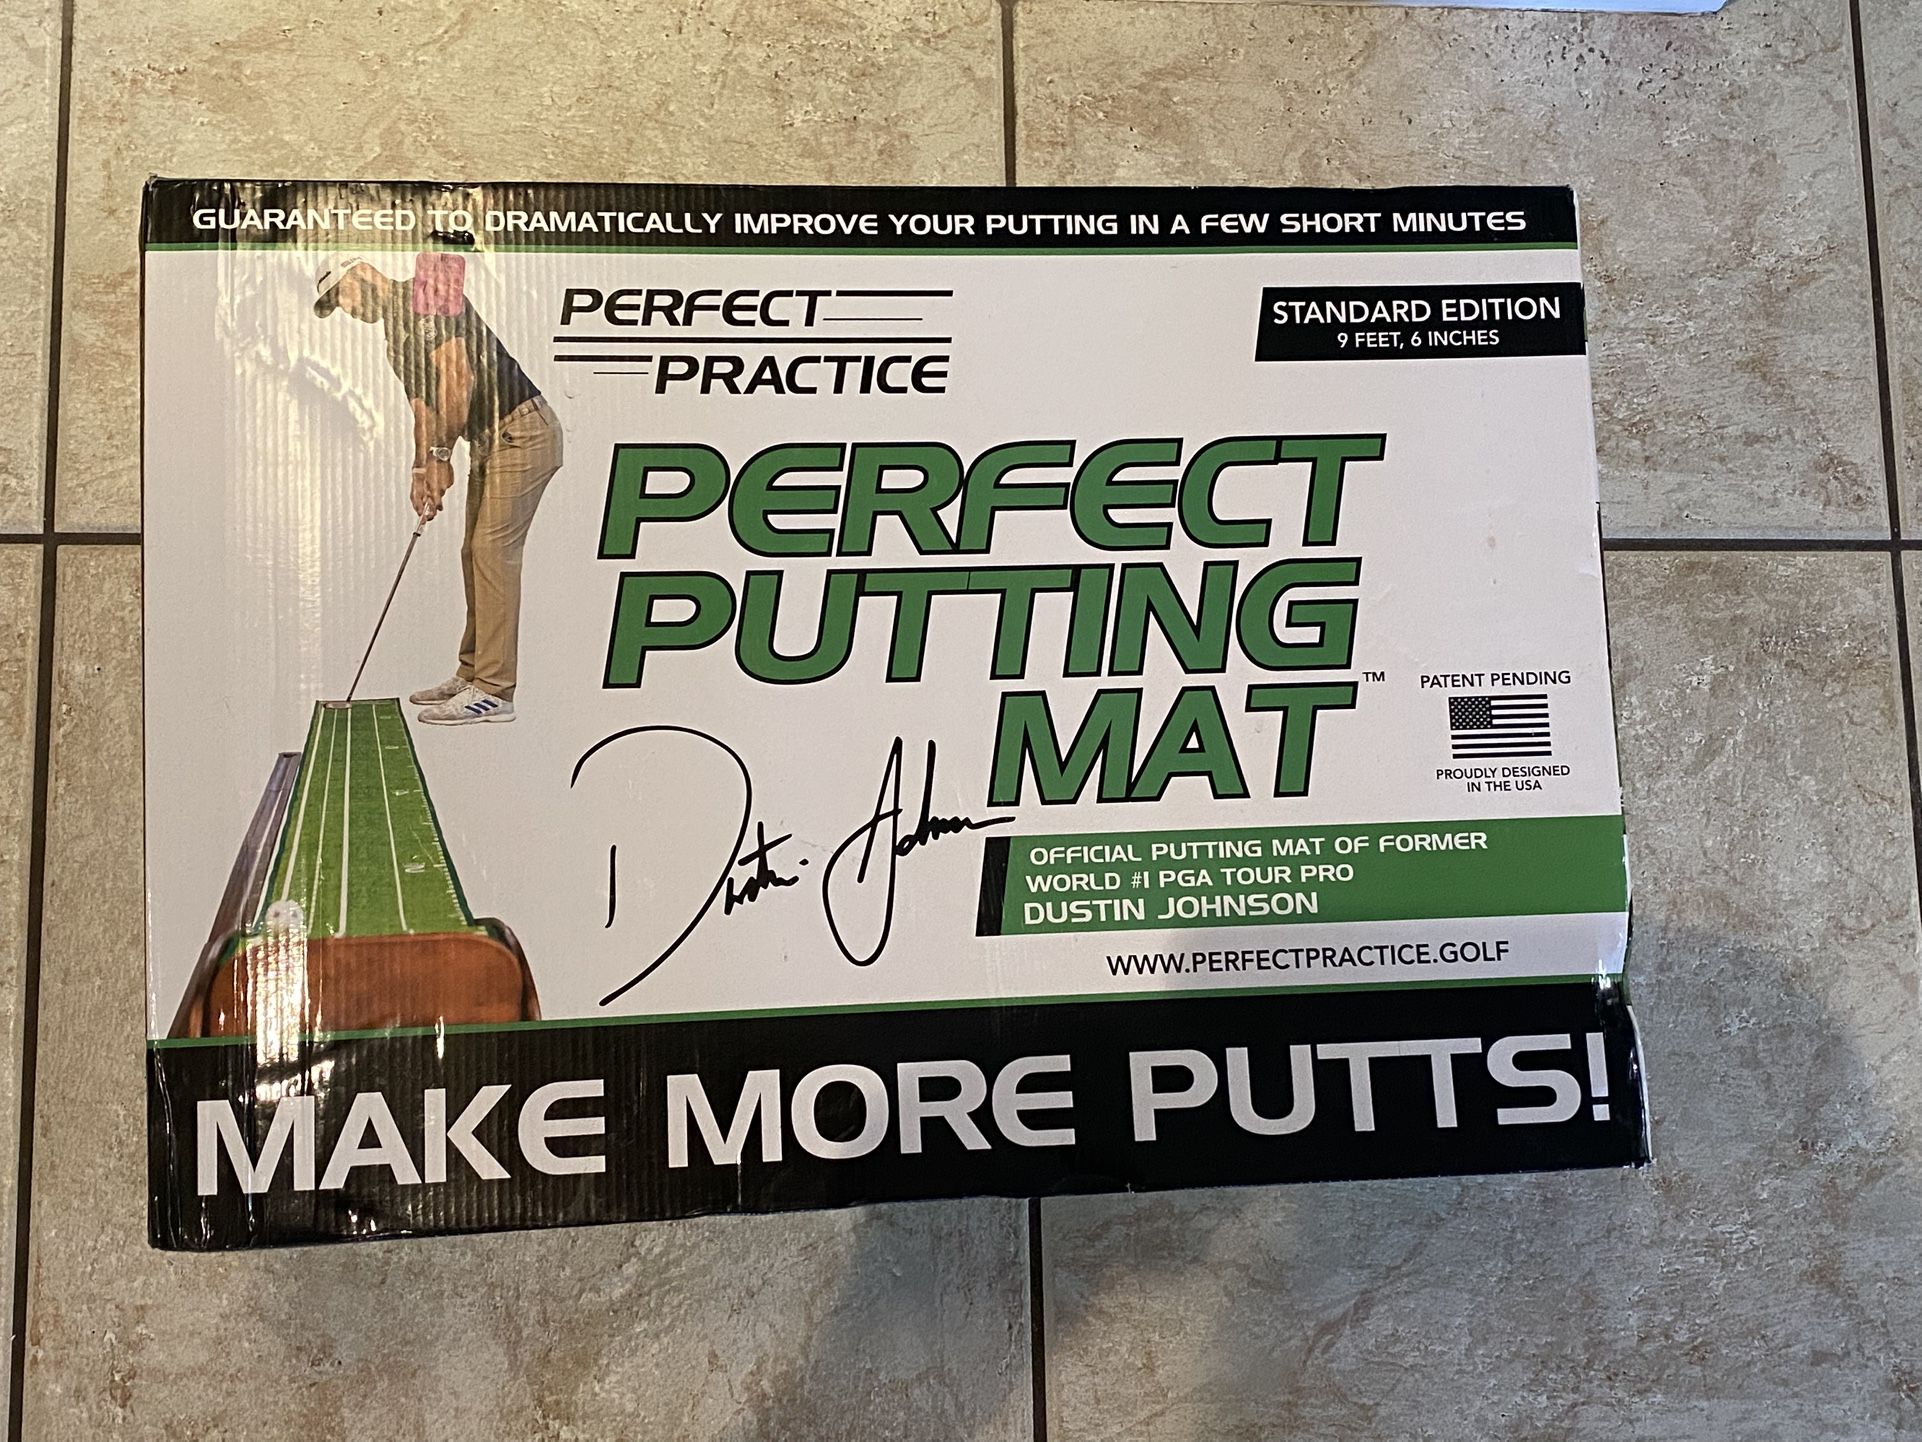 GUARANTEED TO DRAMATICALLY IMPROVE YOUR PUTTING IN A FEW SHORT MINUTES
PERFECT
PRACTICE
STANDARD EDITION
9 FEET, 6 INCHES
PERFECT
PUTTING
MAT™
PATENT PENDING
PROUDLY DESIGNED
IN THE USA
Dustin Johnson
OFFICIAL PUTTING MAT OF FORMER
WORLD #1 PGA TOUR PRO
DUSTIN JOHNSON
WWW.PERFECTPRACTICE.GOLF
MAKE MORE PUTTS!